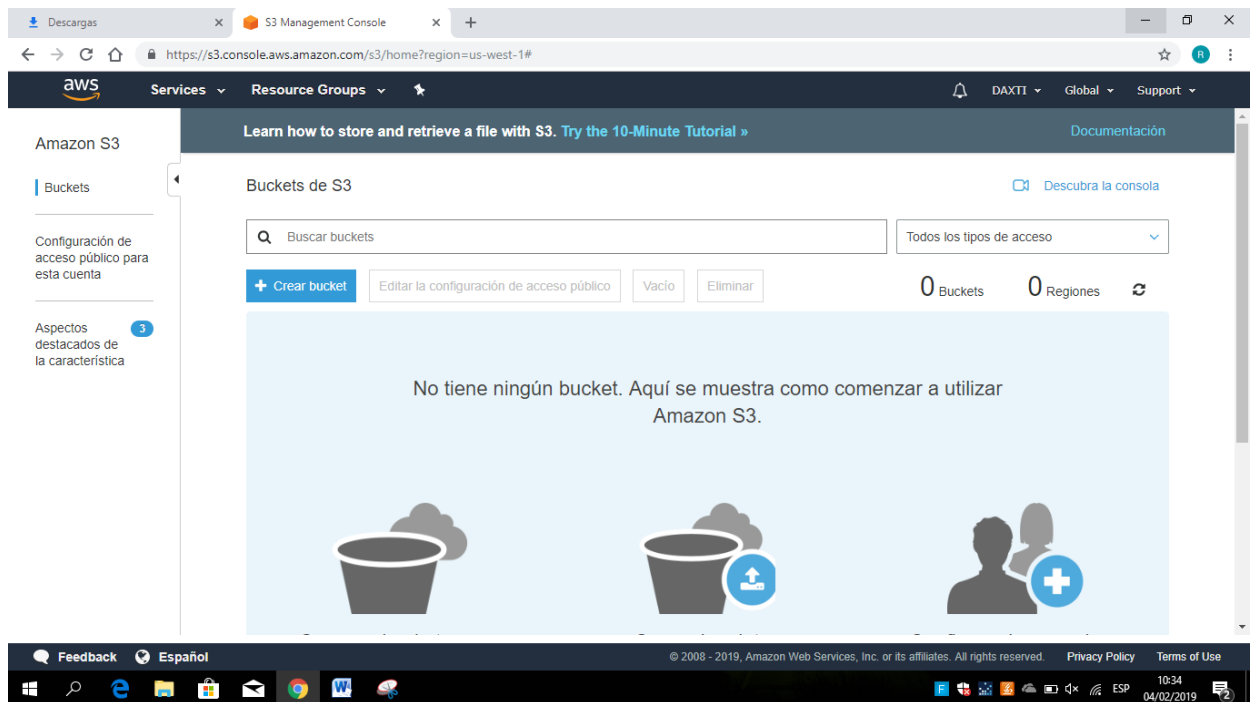 Descargas
S3 Management Console
https://s3.console.aws.amazon.com/s3/home?region=us-west-1#
R
aws
Services
Resource Groups
DAXTI
Global
Support
Amazon S3
Learn how to store and retrieve a file with S3. Try the 10-Minute Tutorial »
Documentación
Buckets
Buckets de S3
Descubra la consola
Configuración de
acceso público para
esta cuenta
Buscar buckets
Todos los tipos de acceso
+ Crear bucket
Editar la configuración de acceso público
Vacío
Eliminar
0 Buckets
0 Regiones
Aspectos
destacados de
la característica
3
No tiene ningún bucket. Aquí se muestra como comenzar a utilizar
Amazon S3.
Feedback
Español
© 2008 - 2019, Amazon Web Services, Inc. or its affiliates. All rights reserved.
Privacy Policy
Terms of Use
ESP
10:34
04/02/2019
2